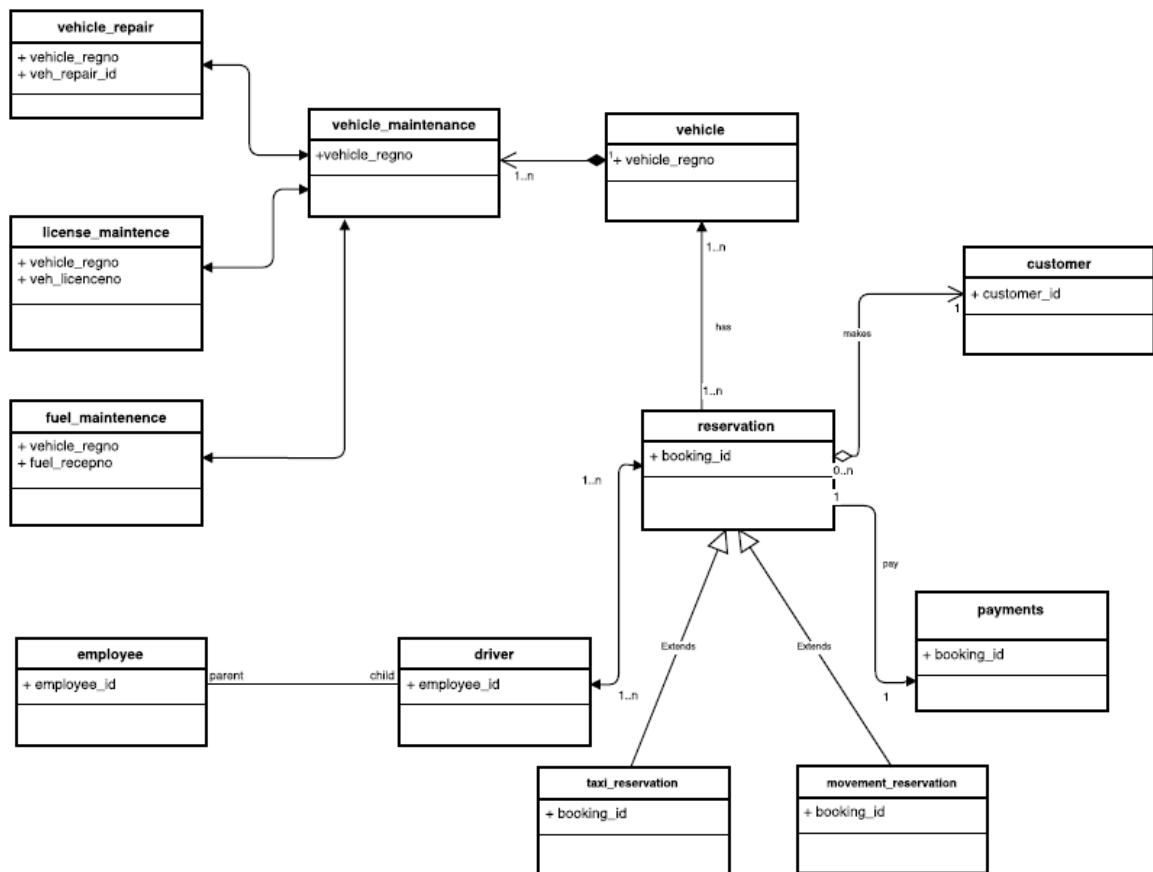 vehicle_repair
+ vehicle_regno
+ veh_repair_id
vehicle_maintenance
+vehicle_regno
vehicle
1
+ vehicle_regno
1..n
license_maintence
+ vehicle_regno
+ veh_licenceno
1..n
customer
+ customer_id
1
has
makes
fuel_maintenence
+ vehicle_regno
+ fuel_recepno
1..n
reservation
+ booking_id
0..n
1
1..n
pay
payments
+ booking_id
1
employee
+ employee_id
parent
child
driver
+ employee_id
1..n
Extends
Extends
taxi_reservation
+ booking_id
movement_reservation
+ booking_id